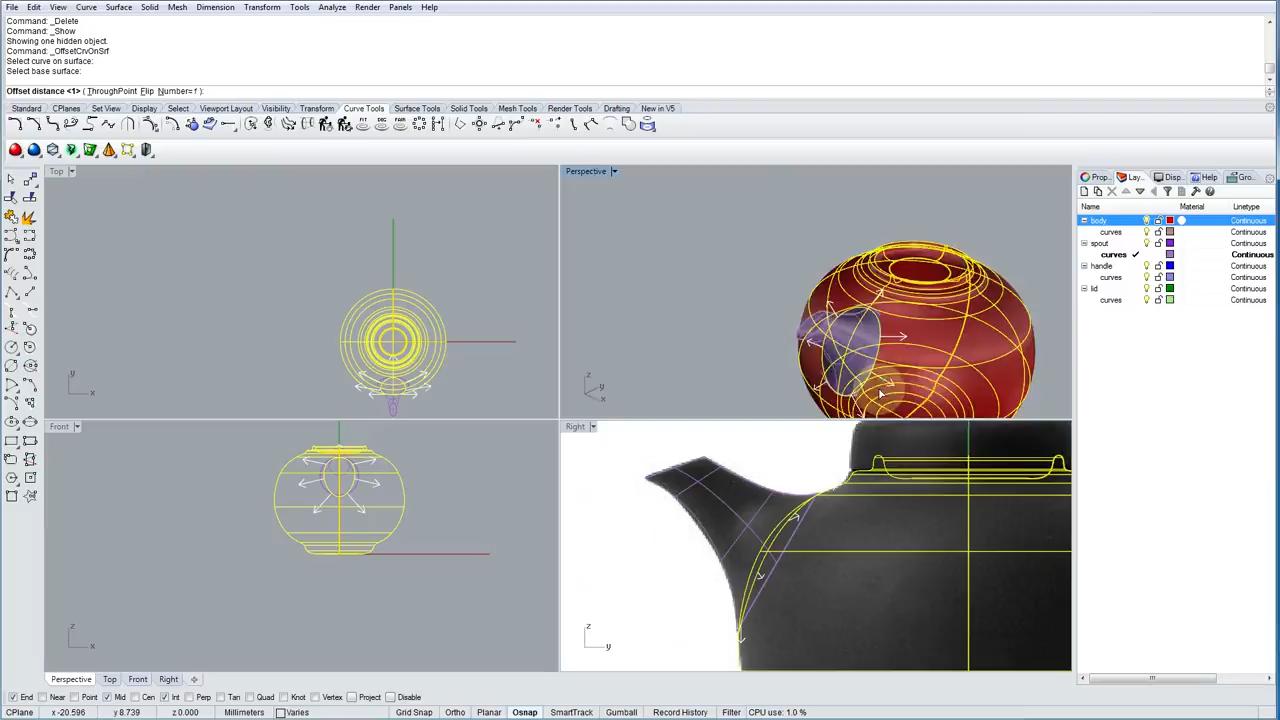 File Edit View Curve Surface Solid Mesh Dimension Transform Tools Analyze Render Panels Help
Command: _Delete
Command: _Show
Showing one hidden object.
Command: _OffsetCrvOnSrf
Select curve on surface:
Select base surface:
Offset distance <1> ( ThroughPoint Flip Number=1 ):
Standard CPlanes Set View Display Select Viewport Layout Visibility Transform Curve Tools Surface Tools Solid Tools Mesh Tools Render Tools Drafting New in V5
Top Perspective
Prop... Lay... Disp... Help Gro...
Name Material Linetype
body Continuous
curves Continuous
spout Continuous
curves Continuous
handle Continuous
curves Continuous
lid Continuous
curves Continuous
y x
z y x
Front Right
z x
z y
Perspective Top Front Right
End Near Point Mid Cen Int Perp Tan Quad Knot Vertex Project Disable
CPlane x -20.596 y 8.739 z 0.000 Millimeters Varies Grid Snap Ortho Planar Osnap SmartTrack Gumball Record History Filter CPU use: 1.0 %